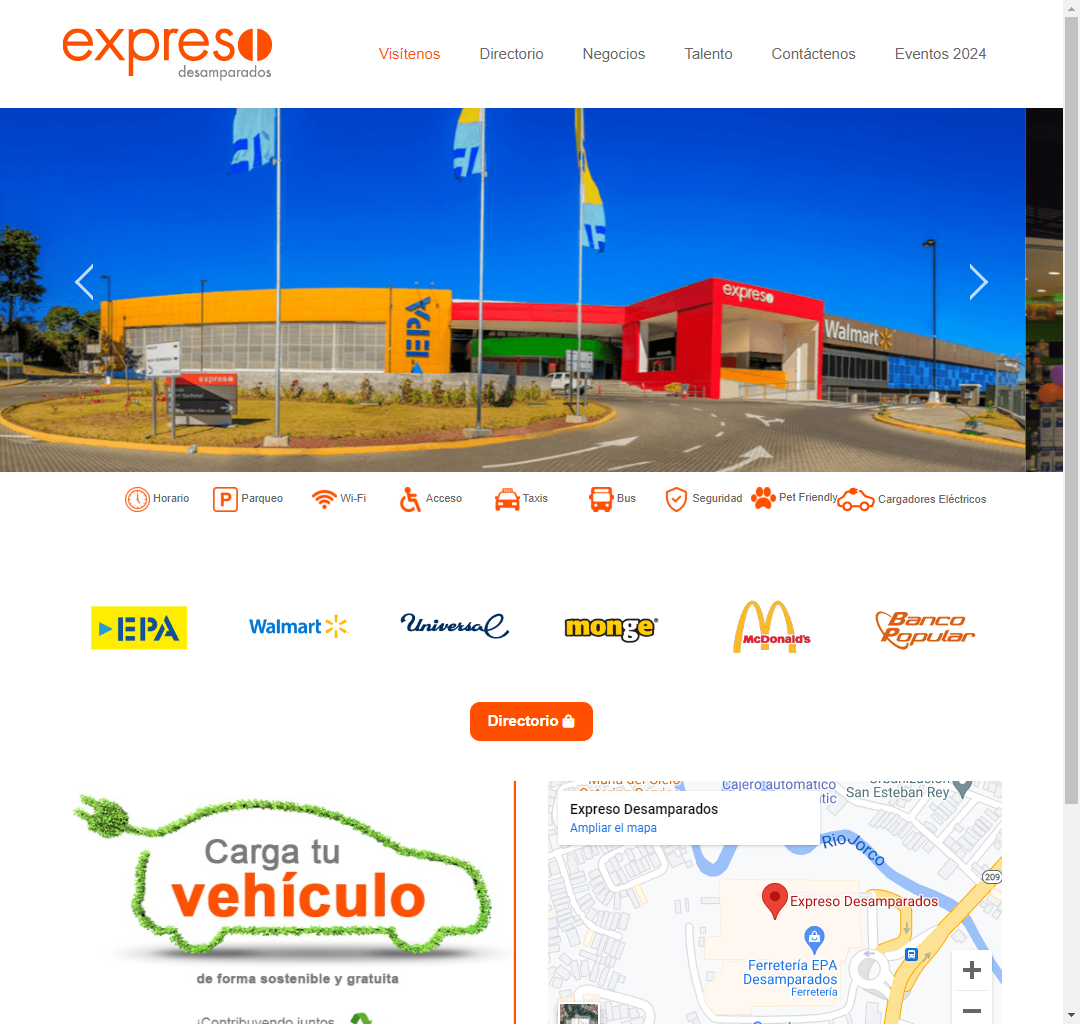 expreso
desamparados
Visítenos
Directorio
Negocios
Talento
Contáctenos
Eventos 2024
EPA
expreso
Walmart
expreso
Horario
Parqueo
Wi-Fi
Acceso
Taxis
Bus
Seguridad
Pet Friendly
Cargadores Eléctricos
EPA
Walmart
Universal
monge
McDonald's
Banco
Popular
Directorio
Carga tu
vehículo
de forma sostenible y gratuita
¡Contribuyendo juntos
Cajero automático
San Esteban Rey
Expreso Desamparados
Ampliar el mapa
Rio Jorco
209
Expreso Desamparados
Ferretería EPA
Desamparados
Ferretería